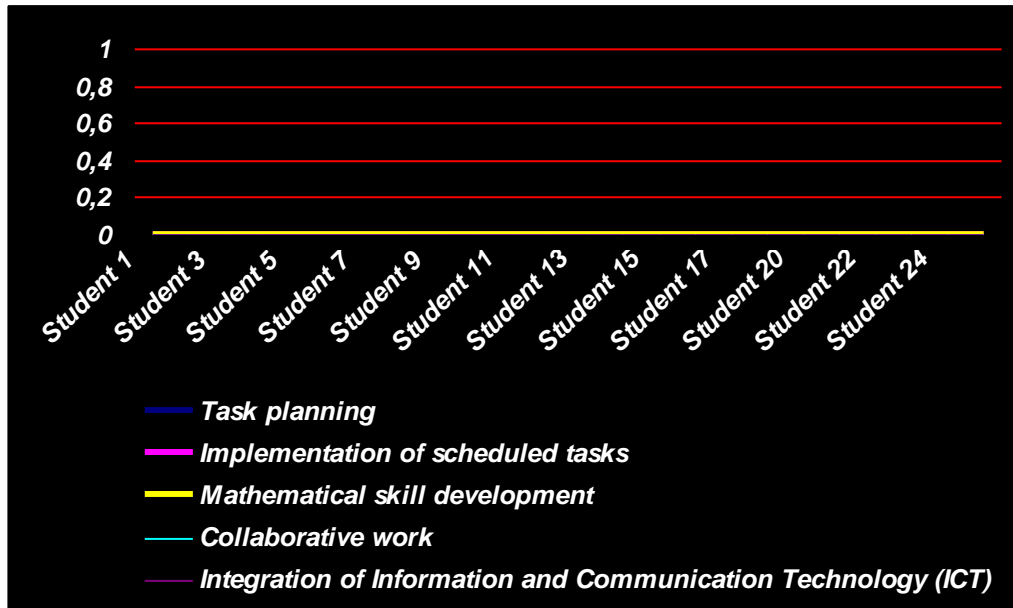 1
0,8
0,6
0,4
0,2
0
Student 1
Student 3
Student 5
Student 7
Student 9
Student 11
Student 13
Student 15
Student 17
Student 20
Student 22
Student 24
Task planning
Implementation of scheduled tasks
Mathematical skill development
Collaborative work
Integration of Information and Communication Technology (ICT)